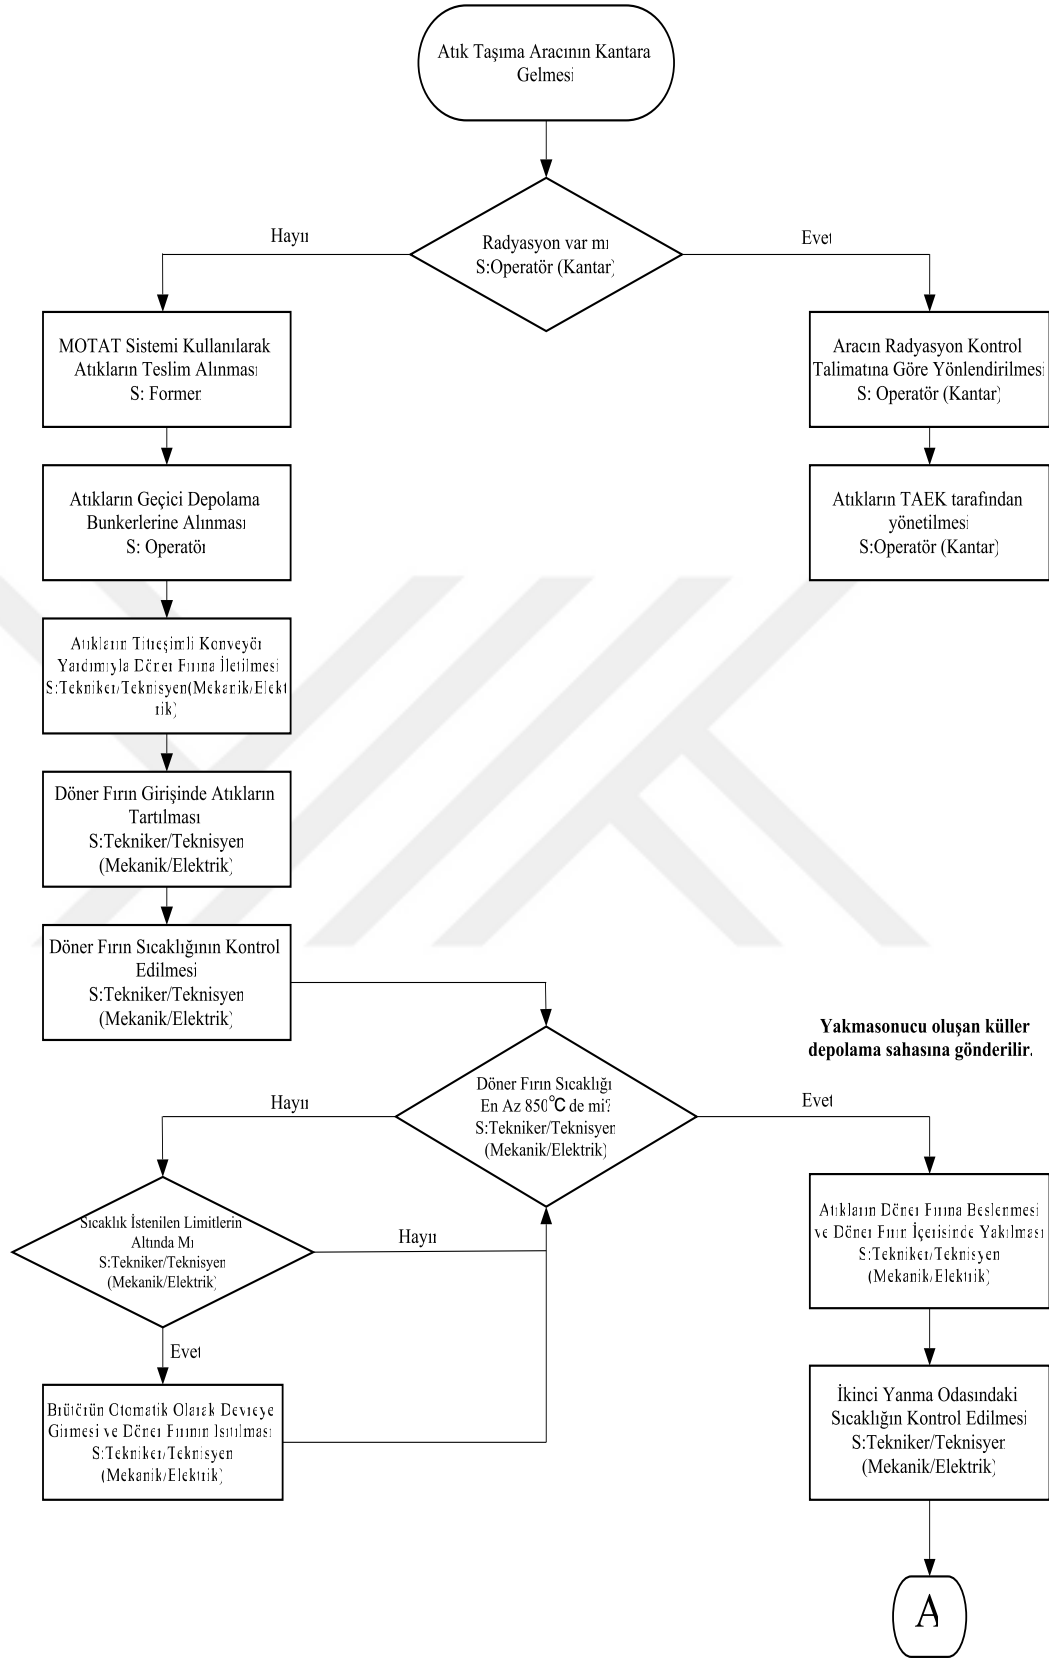 Atık Taşıma Aracının Kantara
Gelmesi
Radyasyon var mı
S:Operatör (Kantar)
Hayır
Evet
MOTAT Sistemi Kullanılarak
Atıkların Teslim Alınması
S: Formen
Aracın Radyasyon Kontrol
Talimatına Göre Yönlendirilmesi
S: Operatör (Kantar)
Atıkların Geçici Depolama
Bunkerlerine Alınması
S: Operatör
Atıkların TAEK tarafından
yönetilmesi
S:Operatör (Kantar)
Atıkların Titreşimli Konveyör
Yardımıyla Döner Fırına İletilmesi
S:Tekniker/Teknisyen(Mekanik/Elekt
rik)
Döner Fırın Girişinde Atıkların
Tartılması
S:Tekniker/Teknisyen
(Mekanik/Elektrik)
Döner Fırın Sıcaklığının Kontrol
Edilmesi
S:Tekniker/Teknisyen
(Mekanik/Elektrik)
Yakmasonucu oluşan küller
depolama sahasına gönderilir.
Döner Fırın Sıcaklığı
En Az 850℃ de mi?
S:Tekniker/Teknisyen
(Mekanik/Elektrik)
Hayır
Evet
Sıcaklık İstenilen Limitlerin
Altında Mı
S:Tekniker/Teknisyen
(Mekanik/Elektrik)
Hayır
Evet
Atıkların Döner Fırına Beslenmesi
ve Döner Fırın İçerisinde Yakılması
S:Tekniker/Teknisyen
(Mekanik/Elektrik)
Brütörün Otomatik Olarak Devreye
Girmesi ve Döner Fırının Isıtılması
S:Tekniker/Teknisyen
(Mekanik/Elektrik)
İkinci Yanma Odasındaki
Sıcaklığın Kontrol Edilmesi
S:Tekniker/Teknisyen
(Mekanik/Elektrik)
A